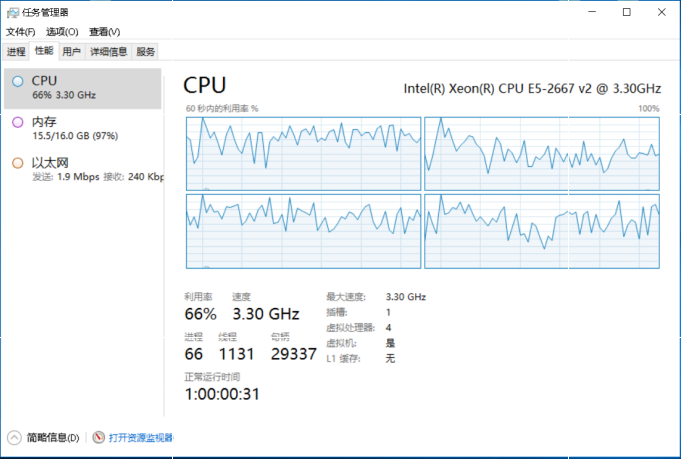 任务管理器
文件(F) 选项(O) 查看(V)
进程 性能 用户 详细信息 服务
CPU
66% 3.30 GHz
内存
15.5/16.0 GB (97%)
以太网
发送: 1.9 Mbps 接收: 240 Kbp
CPU
Intel(R) Xeon(R) CPU E5-2667 v2 @ 3.30GHz
60 秒内的利用率 %
100%
利用率 速度
66% 3.30 GHz
进程 线程 句柄
66 1131 29337
正常运行时间
1:00:00:31
最大速度: 3.30 GHz
插槽: 1
虚拟处理器: 4
虚拟机: 是
L1 缓存: 无
简略信息(D) 打开资源监视器